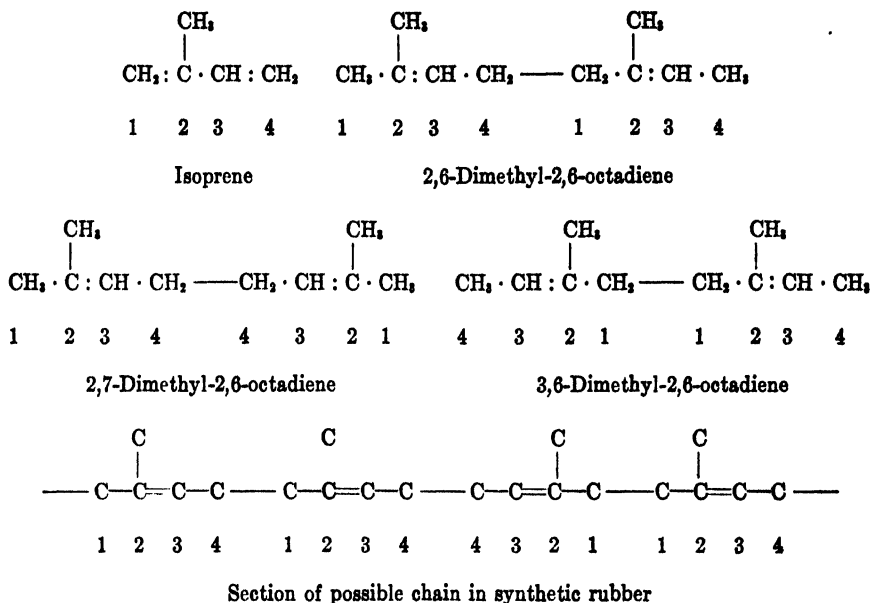 CH₃ CH₃ CH₃
CH₂ : C · CH : CH₂ CH₃ · C : CH · CH₂ — CH₂ · C : CH · CH₃
1 2 3 4 1 2 3 4 1 2 3 4
Isoprene 2,6-Dimethyl-2,6-octadiene
CH₃ CH₃ CH₃ CH₃
CH₃ · C : CH · CH₂ — CH₂ · CH : C · CH₃ CH₃ · CH : C · CH₂ — CH₂ · C : CH · CH₃
1 2 3 4 4 3 2 1 4 3 2 1 1 2 3 4
2,7-Dimethyl-2,6-octadiene 3,6-Dimethyl-2,6-octadiene
C C C C
— C—C=C—C — C—C=C—C — C—C=C—C — C—C=C—C —
1 2 3 4 1 2 3 4 4 3 2 1 1 2 3 4
Section of possible chain in synthetic rubber